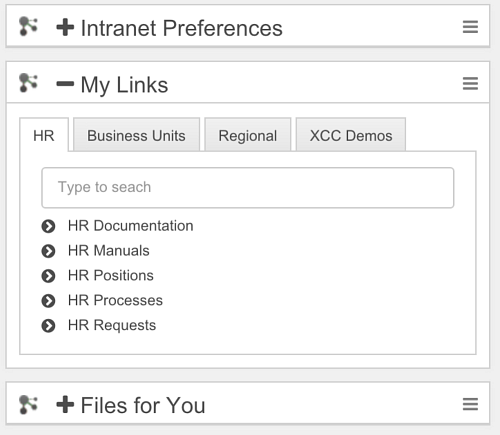 Intranet Preferences
My Links
HR Business Units Regional XCC Demos
Type to seach
HR Documentation
HR Manuals
HR Positions
HR Processes
HR Requests
Files for You